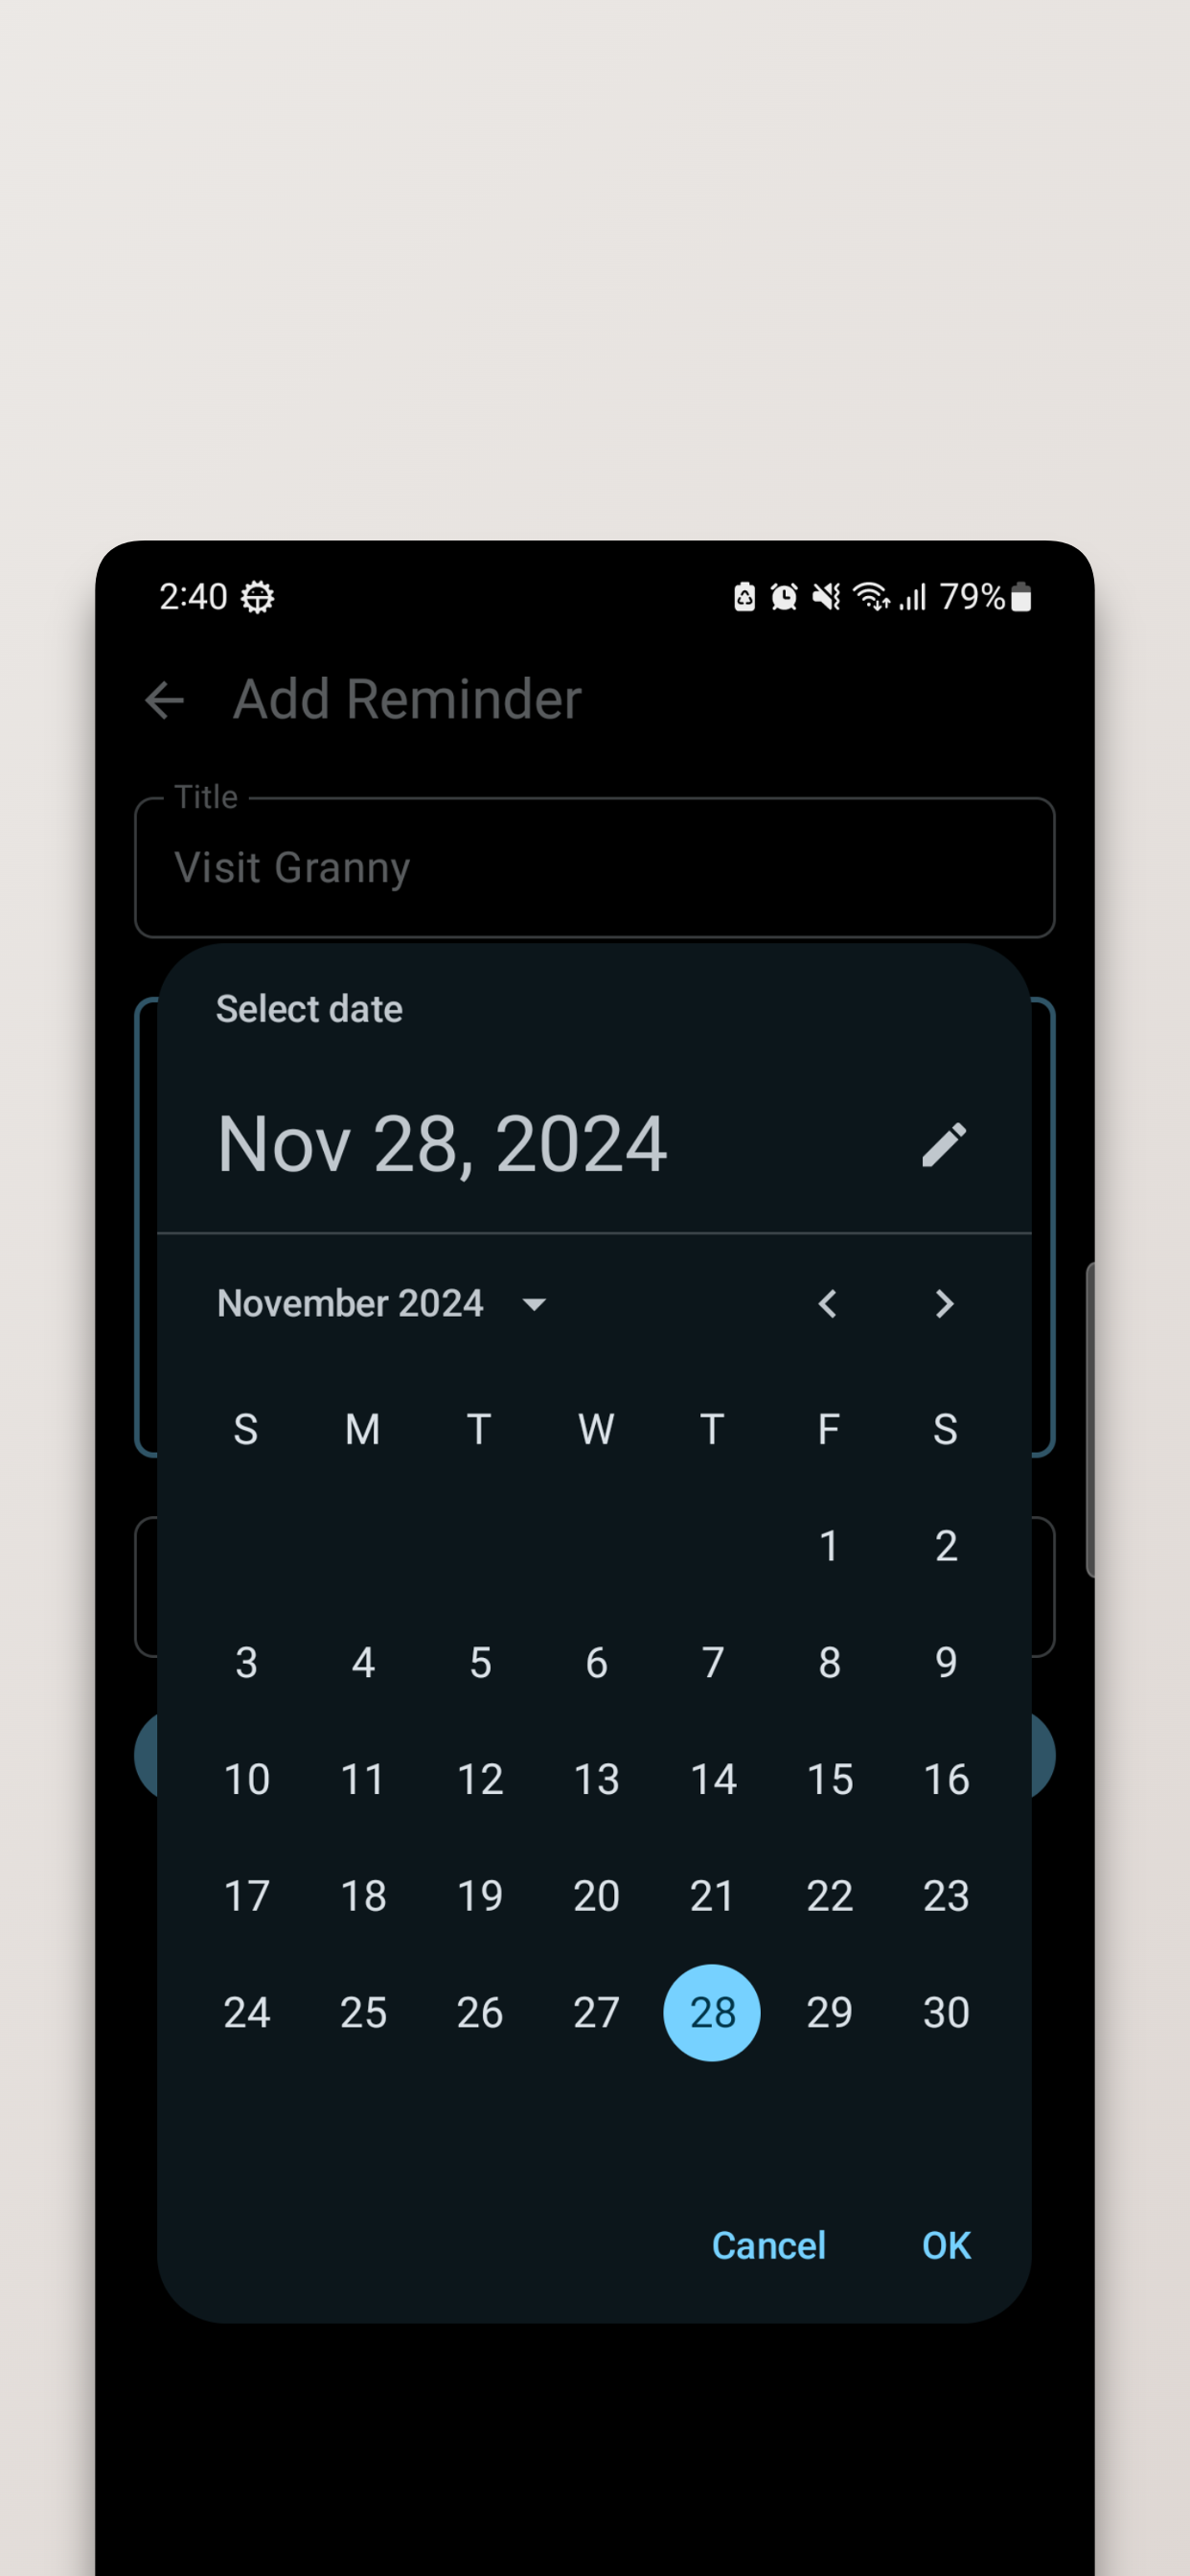 2:40 79%
Add Reminder
Title
Visit Granny
Select date
Nov 28, 2024
November 2024
S M T W T F S
1 2
3 4 5 6 7 8 9
10 11 12 13 14 15 16
17 18 19 20 21 22 23
24 25 26 27 28 29 30
Cancel OK